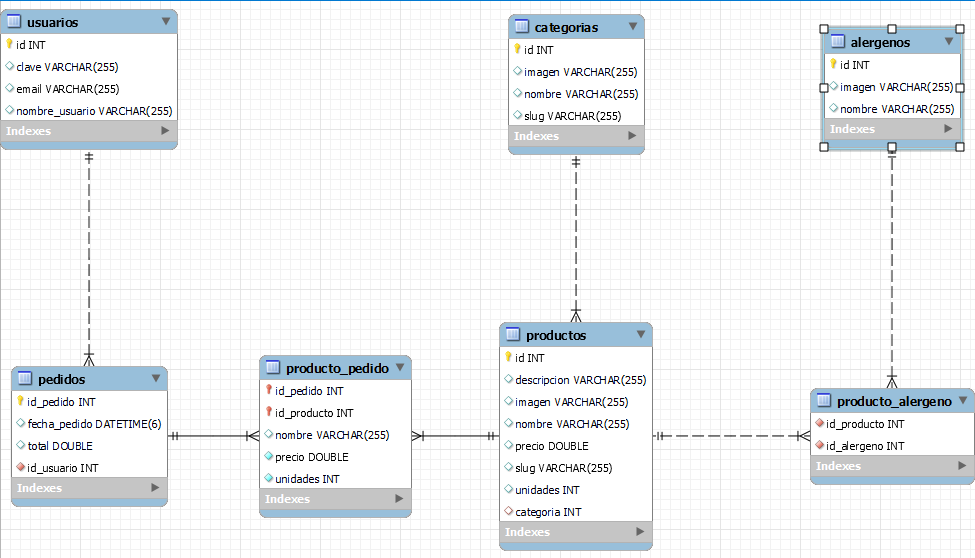 usuarios
id INT
clave VARCHAR(255)
email VARCHAR(255)
nombre_usuario VARCHAR(255)
Indexes
categorias
id INT
imagen VARCHAR(255)
nombre VARCHAR(255)
slug VARCHAR(255)
Indexes
alergenos
id INT
imagen VARCHAR(255)
nombre VARCHAR(255)
Indexes
pedidos
id_pedido INT
fecha_pedido DATETIME(6)
total DOUBLE
id_usuario INT
Indexes
producto_pedido
id_pedido INT
id_producto INT
nombre VARCHAR(255)
precio DOUBLE
unidades INT
Indexes
productos
id INT
descripcion VARCHAR(255)
imagen VARCHAR(255)
nombre VARCHAR(255)
precio DOUBLE
slug VARCHAR(255)
unidades INT
categoria INT
Indexes
producto_alergeno
id_producto INT
id_alergeno INT
Indexes